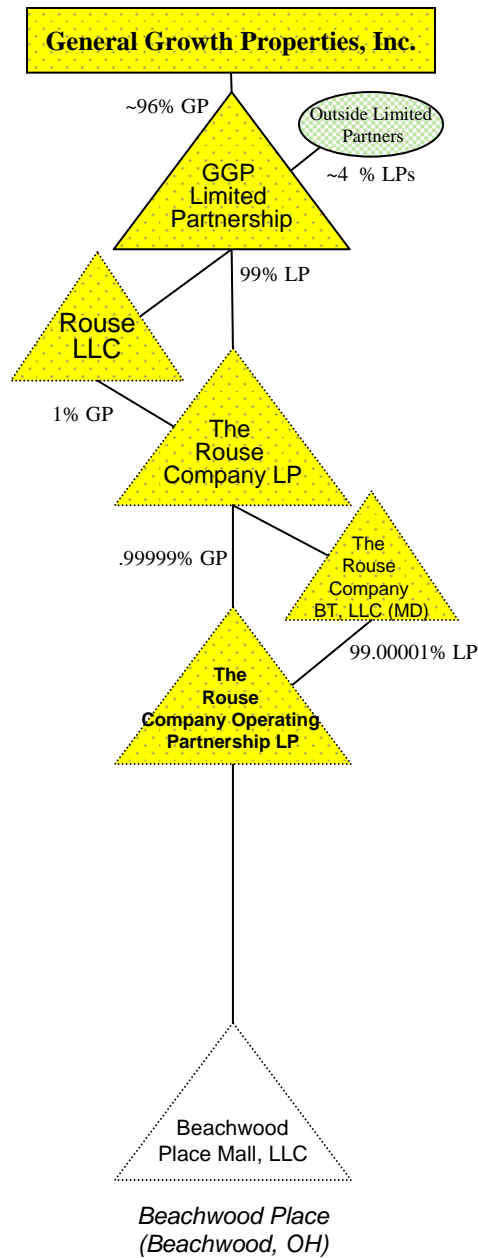 General Growth Properties, Inc.
~96% GP
Outside Limited
Partners
~4 % LPs
GGP
Limited
Partnership
99% LP
Rouse
LLC
1% GP
The
Rouse
Company LP
.99999% GP
The
Rouse
Company
BT, LLC (MD)
99.00001% LP
The
Rouse
Company Operating
Partnership LP
Beachwood
Place Mall, LLC
Beachwood Place
(Beachwood, OH)